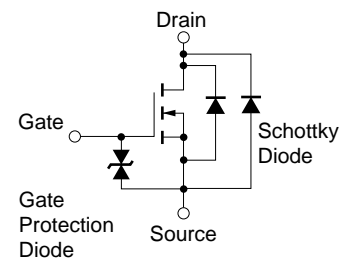 Drain
Gate
Schottky
Diode
Gate
Protection
Diode
Source